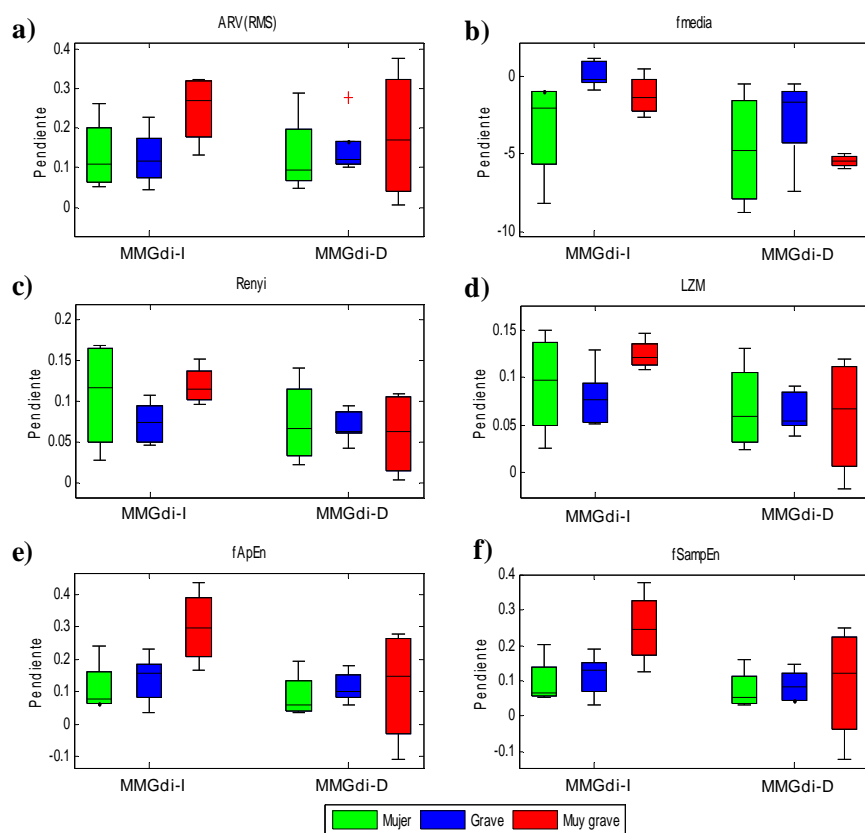 a)
ARV(RMS)
Pendiente
0.4
0.3
0.2
0.1
0
MMGdi-I
MMGdi-D
b)
fmedia
Pendiente
0
-5
-10
MMGdi-I
MMGdi-D
c)
Renyi
Pendiente
0.2
0.15
0.1
0.05
0
MMGdi-I
MMGdi-D
d)
LZM
Pendiente
0.15
0.1
0.05
0
MMGdi-I
MMGdi-D
e)
fApEn
Pendiente
0.4
0.3
0.2
0.1
0
-0.1
MMGdi-I
MMGdi-D
f)
fSampEn
Pendiente
0.4
0.3
0.2
0.1
0
-0.1
MMGdi-I
MMGdi-D
Mujer
Grave
Muy grave